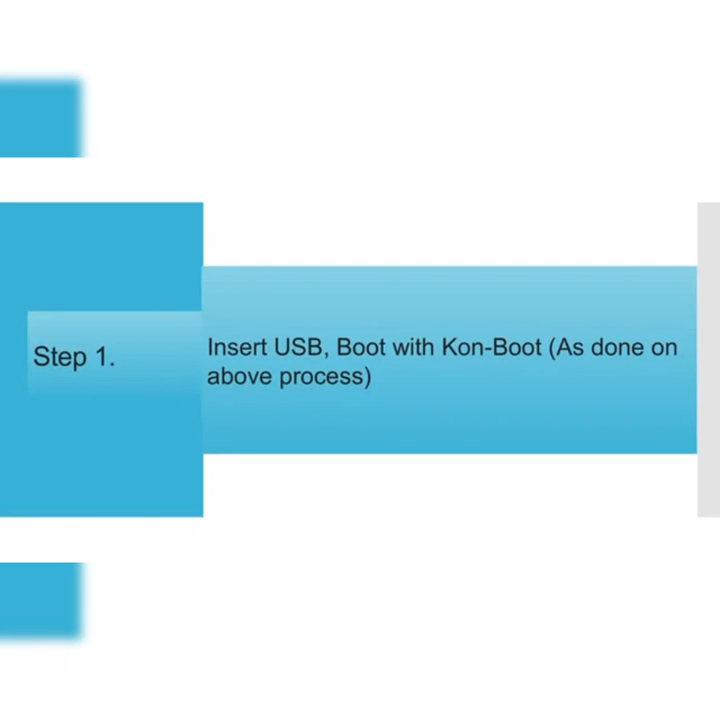 Step 1.
Insert USB, Boot with Kon-Boot (As done on
above process)